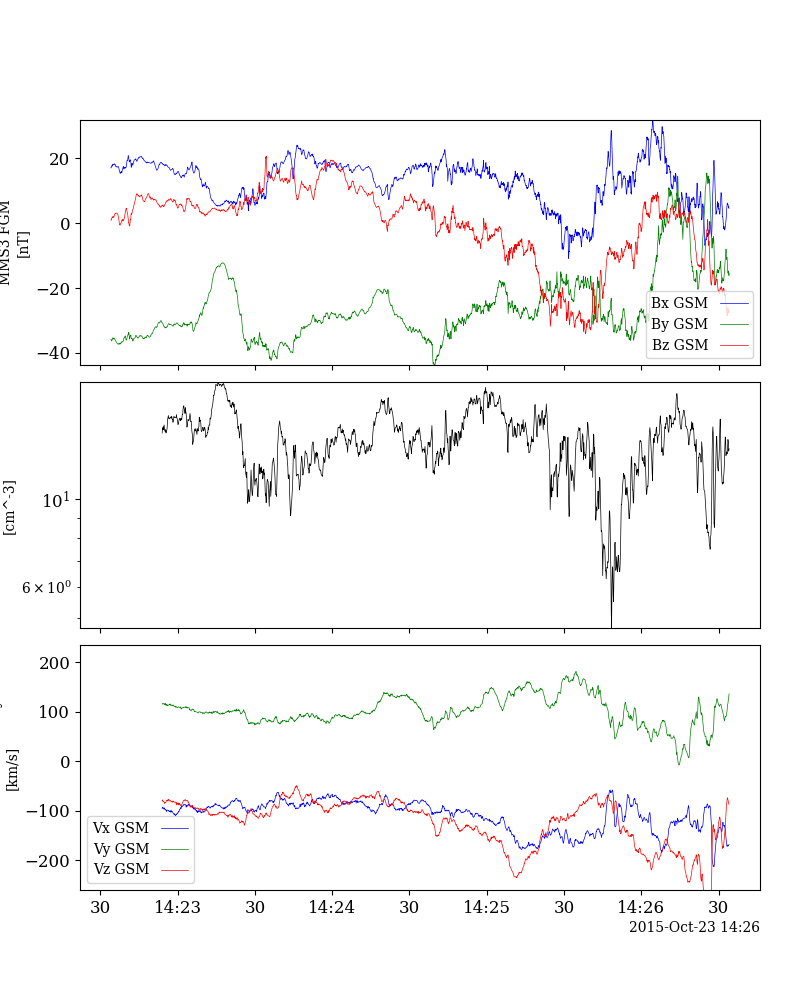 20
0
−20
−40
MMS3 FGM
[nT]
Bx GSM
By GSM
Bz GSM
10¹
6 × 10⁰
[cm^-3]
200
100
0
−100
−200
[km/s]
Vx GSM
Vy GSM
Vz GSM
30 14:23 30 14:24 30 14:25 30 14:26 30
2015-Oct-23 14:26